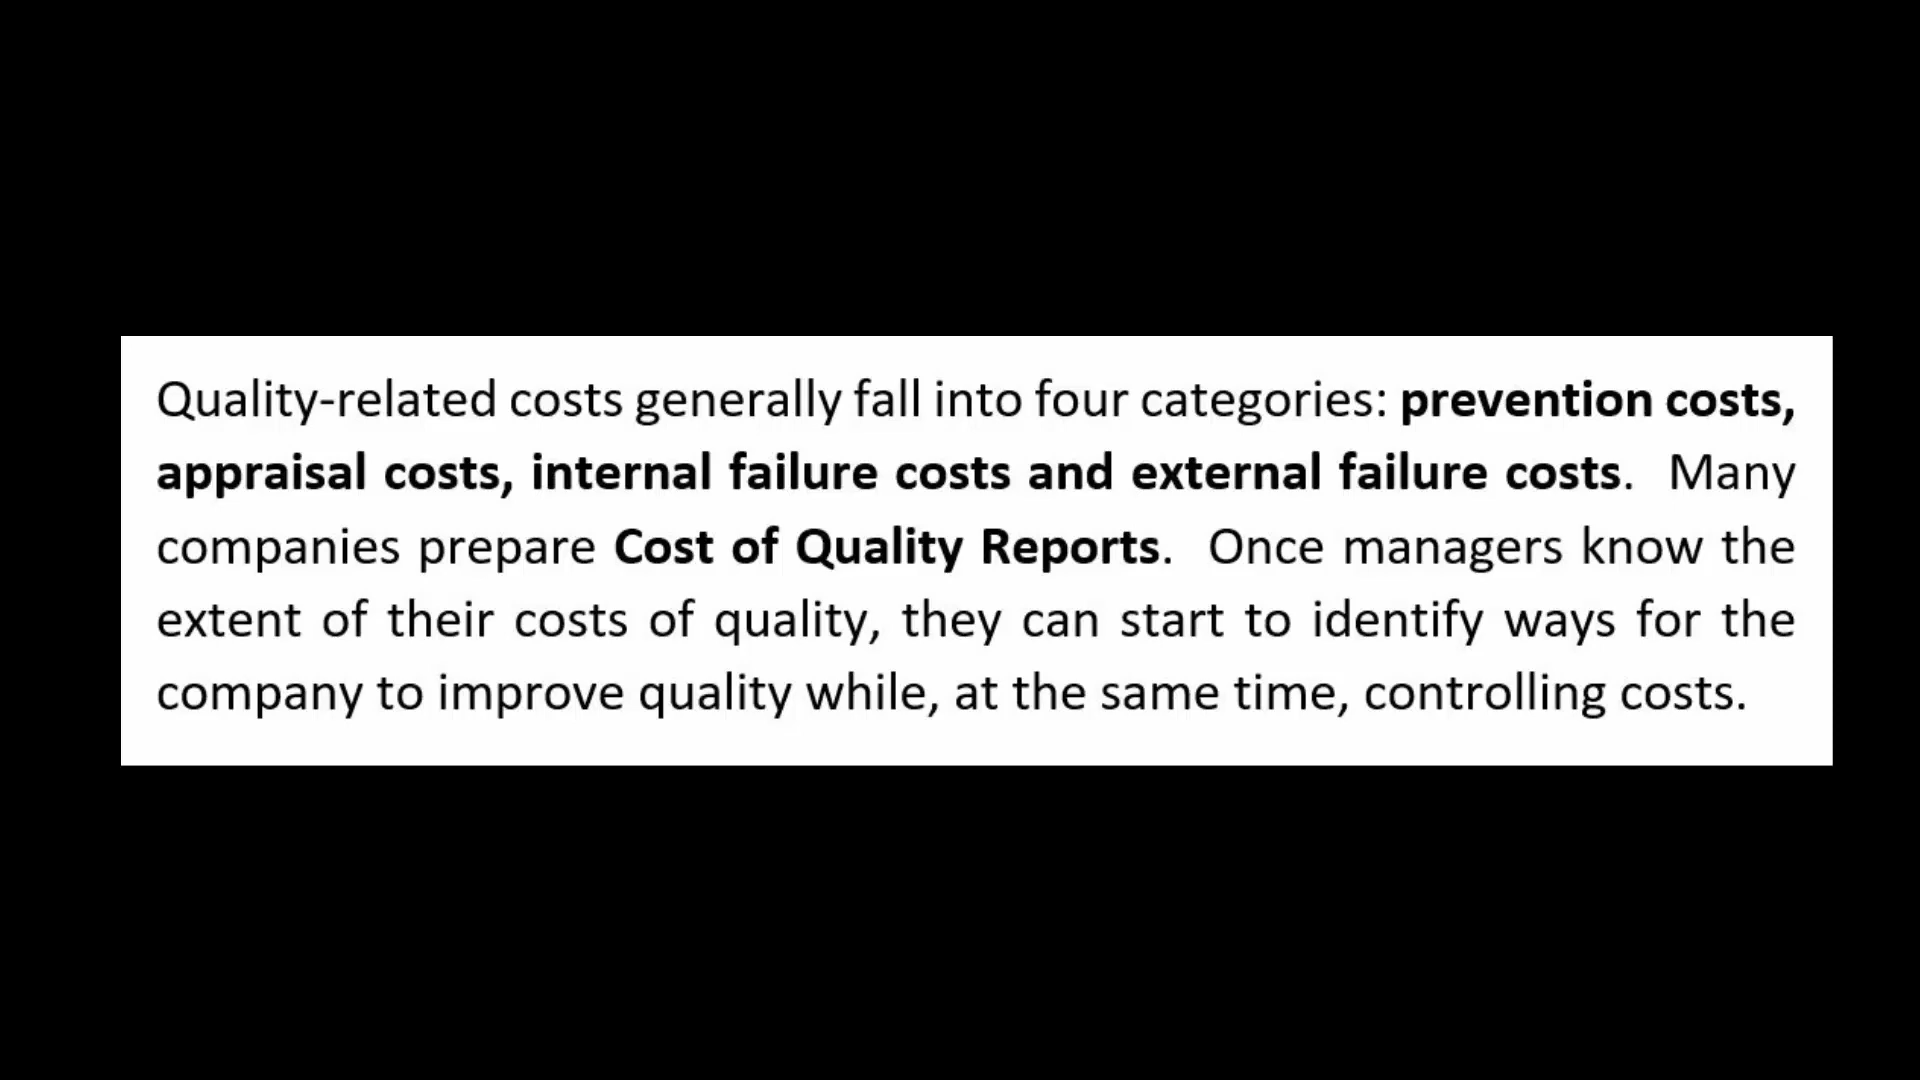 Quality-related costs generally fall into four categories: prevention costs,
appraisal costs, internal failure costs and external failure costs. Many
companies prepare Cost of Quality Reports. Once managers know the
extent of their costs of quality, they can start to identify ways for the
company to improve quality while, at the same time, controlling costs.